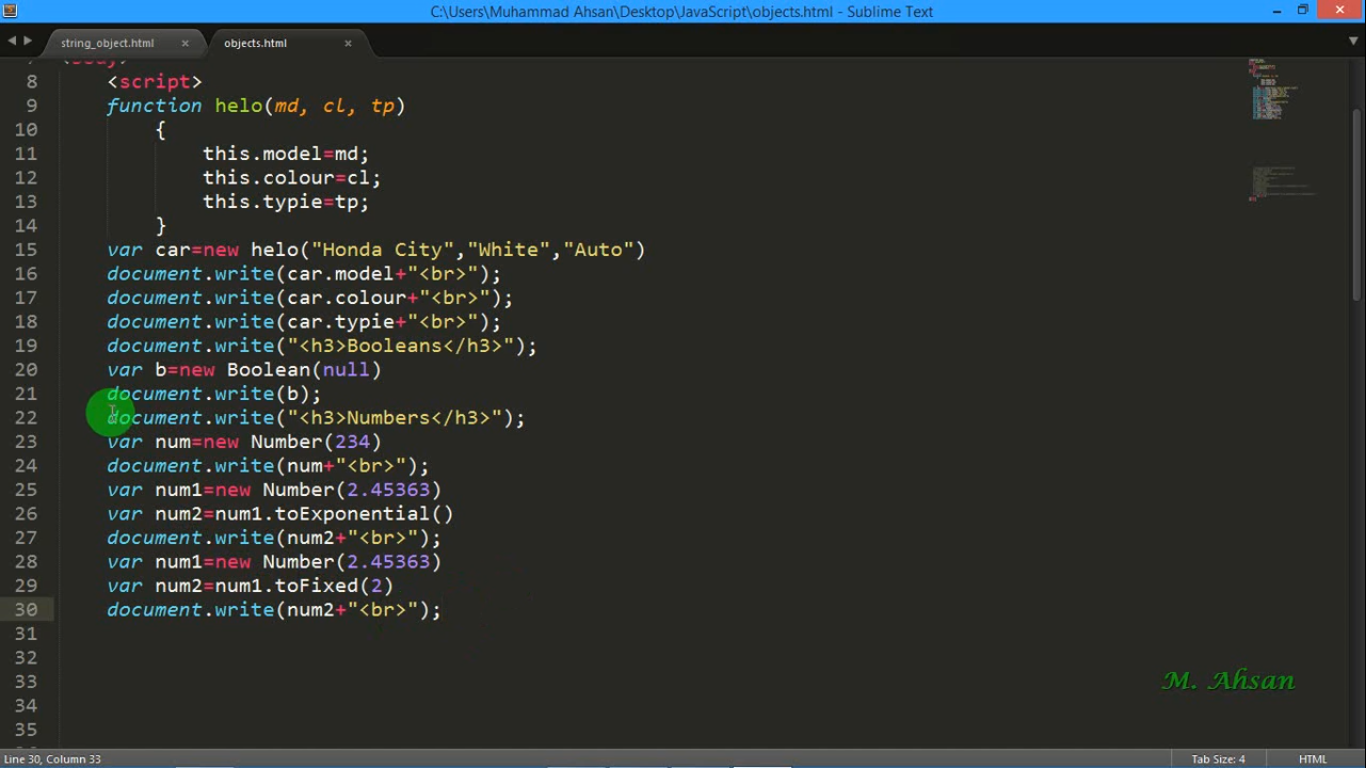 C:\Users\Muhammad Ahsan\Desktop\JavaScript\objects.html - Sublime Text
string_object.html × objects.html ×
8 <script>
9 function helo(md, cl, tp)
10 {
11 this.model=md;
12 this.colour=cl;
13 this.typie=tp;
14 }
15 var car=new helo("Honda City","White","Auto")
16 document.write(car.model+"<br>");
17 document.write(car.colour+"<br>");
18 document.write(car.typie+"<br>");
19 document.write("<h3>Booleans</h3>");
20 var b=new Boolean(null)
21 document.write(b);
22 document.write("<h3>Numbers</h3>");
23 var num=new Number(234)
24 document.write(num+"<br>");
25 var num1=new Number(2.45363)
26 var num2=num1.toExponential()
27 document.write(num2+"<br>");
28 var num1=new Number(2.45363)
29 var num2=num1.toFixed(2)
30 document.write(num2+"<br>");
31
32
33
M. Ahsan
34
35
Line 30, Column 33 Tab Size: 4 HTML